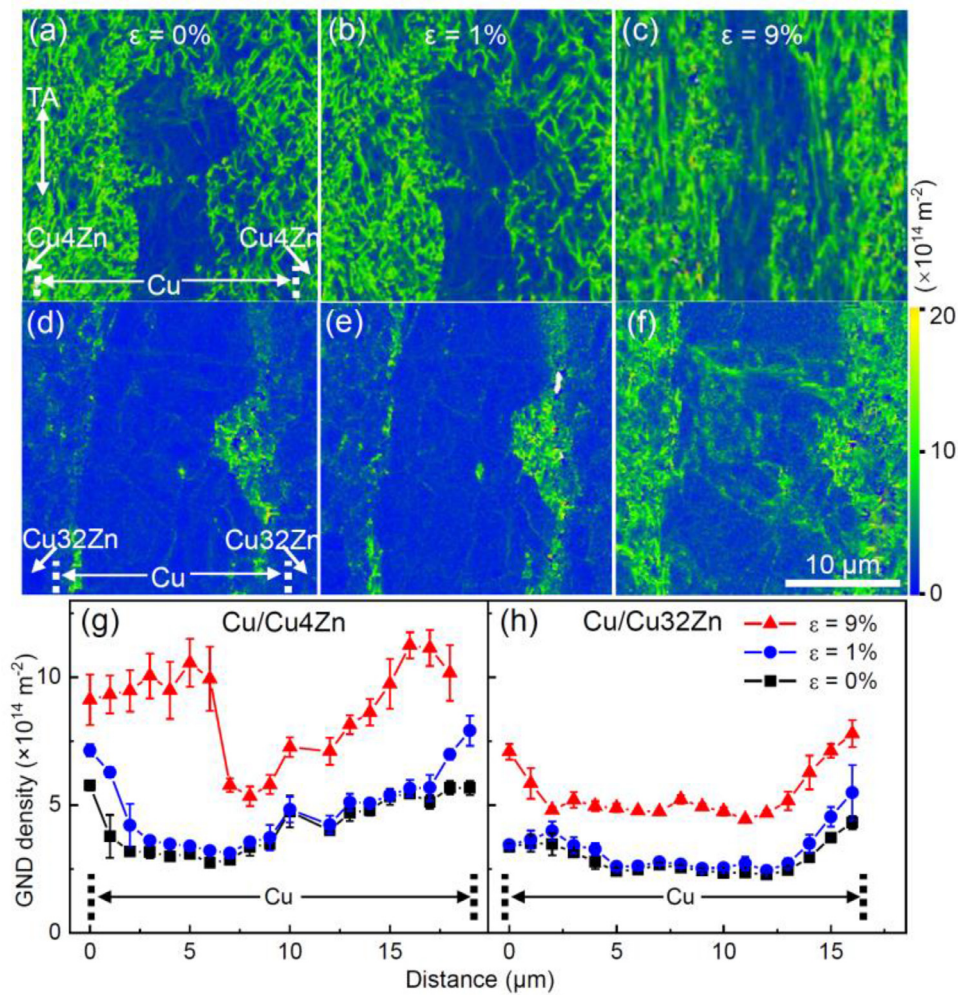 (a) ε = 0%
(b) ε = 1%
(c) ε = 9%
TA
Cu4Zn Cu4Zn
Cu
(×10¹⁴ m⁻²)
(d) (e) (f)
20
10
0
Cu32Zn Cu32Zn
Cu
10 μm
(g) Cu/Cu4Zn
(h) Cu/Cu32Zn
ε = 9%
ε = 1%
ε = 0%
GND density (×10¹⁴ m⁻²)
10
5
0
Cu
Cu
0 5 10 15 0 5 10 15
Distance (μm)